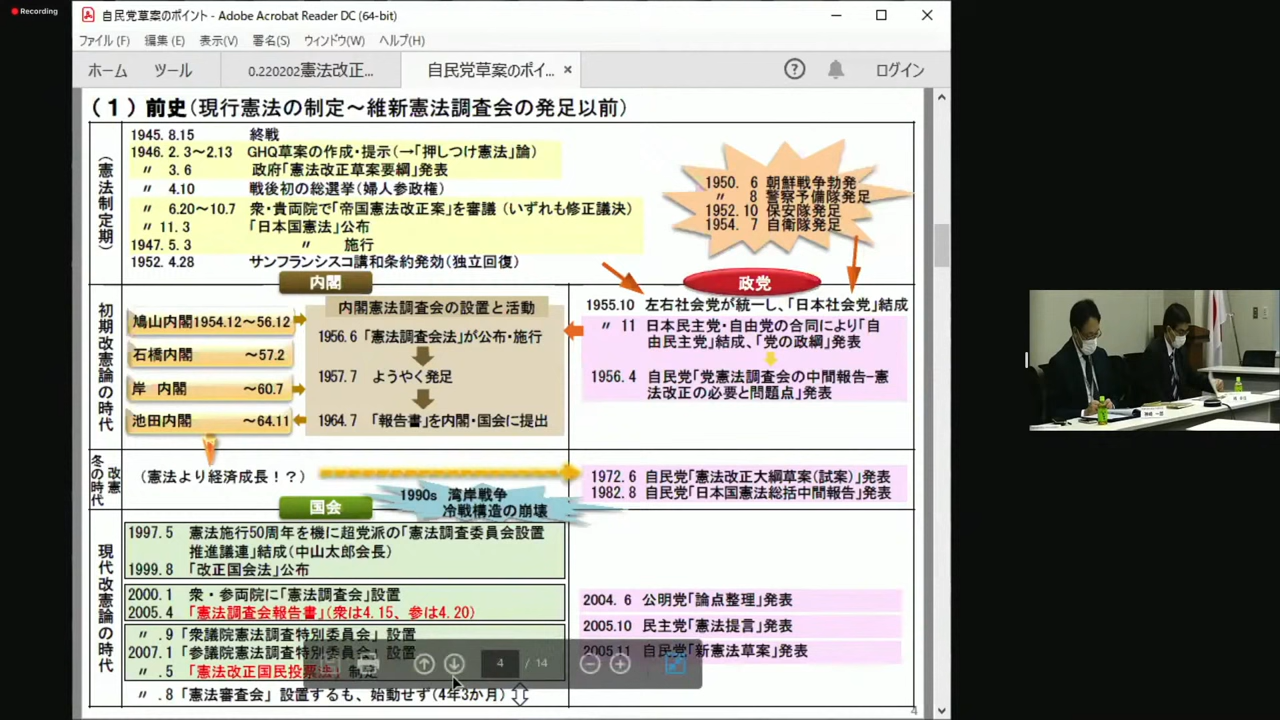 Recording
自民党草案のポイント - Adobe Acrobat Reader DC (64-bit)
ファイル(F) 編集(E) 表示(V) 署名(S) ウィンドウ(W) ヘルプ(H)
ホーム ツール 0.220202憲法改正... 自民党草案のポイ... × ログイン
(1)前史(現行憲法の制定～維新憲法調査会の発足以前)
(憲法制定期)
1945. 8.15 終戦
1946. 2. 3～2.13 GHQ草案の作成・提示(→「押しつけ憲法」論)
〃 3. 6 政府「憲法改正草案要綱」発表
〃 4.10 戦後初の総選挙(婦人参政権)
〃 6.20～10.7 衆・貴両院で「帝国憲法改正案」を審議(いずれも修正議決)
〃 11. 3 「日本国憲法」公布
1947. 5. 3 〃 施行
1952. 4.28 サンフランシスコ講和条約発効(独立回復)
1950. 6 朝鮮戦争勃発
〃 8 警察予備隊発足
1952.10 保安隊発足
1954. 7 自衛隊発足
初期改憲論の時代
内閣
鳩山内閣1954.12～56.12
石橋内閣 ～57.2
岸 内閣 ～60.7
池田内閣 ～64.11
内閣憲法調査会の設置と活動
1956.6 「憲法調査会法」が公布・施行
1957.7 ようやく発足
1964.7 「報告書」を内閣・国会に提出
政党
1955.10 左右社会党が統一し、「日本社会党」結成
〃 11 日本民主党・自由党の合同により「自
由民主党」結成、「党の政綱」発表
1956.4 自民党「党憲法調査会の中間報告-憲
法改正の必要と問題点」発表
改憲
冬の時代
(憲法より経済成長!?)
1972.6 自民党「憲法改正大綱草案(試案)」発表
1982.8 自民党「日本国憲法総括中間報告」発表
1990s 湾岸戦争
冷戦構造の崩壊
現代改憲論の時代
国会
1997.5 憲法施行50周年を機に超党派の「憲法調査委員会設置
推進議連」結成(中山太郎会長)
1999.8 「改正国会法」公布
2000.1 衆・参両院に「憲法調査会」設置
2005.4 「憲法調査会報告書」(衆は4.15、参は4.20)
〃 .9 「衆議院憲法調査特別委員会」設置
2007.1 「参議院憲法調査特別委員会」設置
〃 .5 「憲法改正国民投票法」制定
〃 .8 「憲法審査会」設置するも、始動せず(4年3か月)
2004. 6 公明党「論点整理」発表
2005.10 民主党「憲法提言」発表
2005.11 自民党「新憲法草案」発表
4 / 14
4